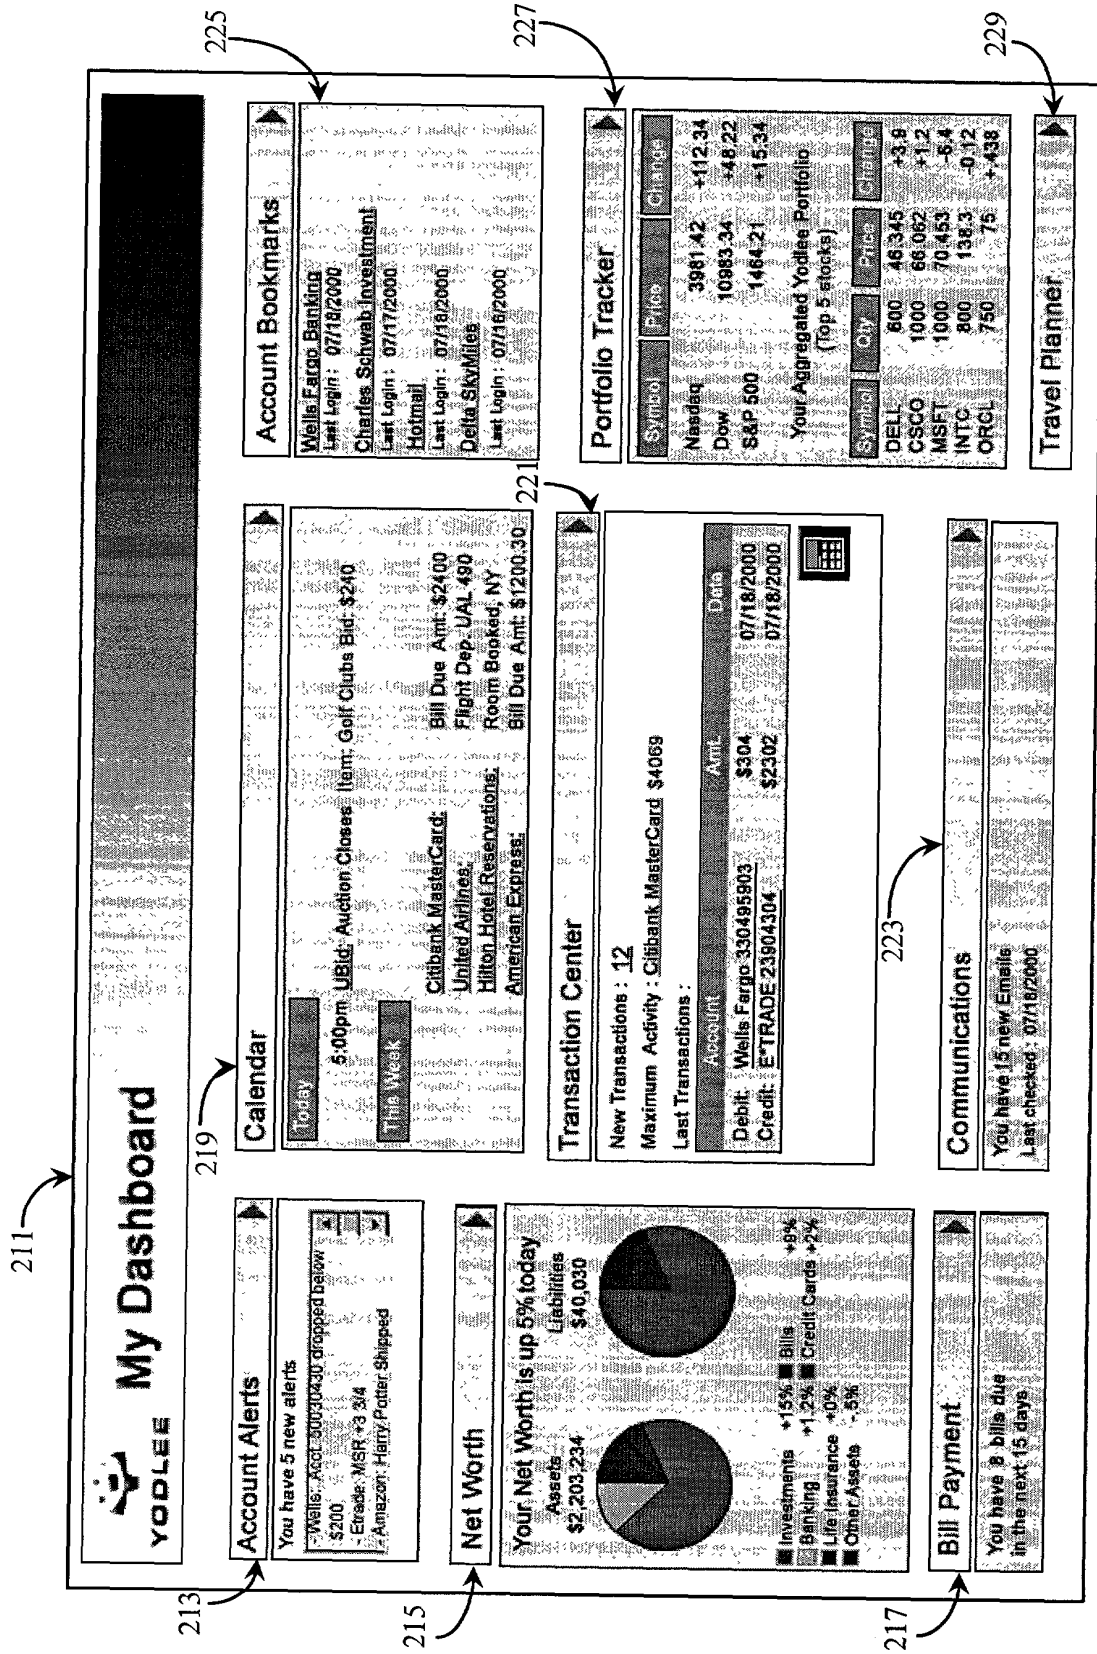 211
YODLEE
My Dashboard
213
Account Alerts
You have 5 new alerts
- Wells: Acct. 50030430 dropped below
$200
- Etrade: MSR +3 3/4
- Amazon: Harry Potter Shipped
215
Net Worth
Your Net Worth is up 5% today
Assets Liabilities
$2,203,234 $40,030
Investments +15% Bills +9%
Banking +1.2% Credit Cards +2%
Life Insurance +0%
Other Assets -.5%
217
Bill Payment
You have 8 bills due
in the next 15 days
219
Calendar
Today
5:00pm UBid: Auction Closes Item: Golf Clubs Bid: $240
This Week
Citibank MasterCard: Bill Due Amt: $2400
United Airlines: Flight Dep. UAL 490
Hilton Hotel Reservations: Room Booked, NY
American Express: Bill Due Amt: $1200.30
221
Transaction Center
New Transactions : 12
Maximum Activity : Citibank MasterCard $4069
Last Transactions :
Account Amt. Date
Debit: Wells Fargo 330495903 $304 07/18/2000
Credit: E*TRADE 23904304 $2302 07/18/2000
223
Communications
You have 15 new Emails
Last checked : 07/18/2000
225
Account Bookmarks
Wells Fargo Banking
Last Login : 07/18/2000
Charles Schwab Investment
Last Login : 07/17/2000
Hotmail
Last Login : 07/18/2000
Delta SkyMiles
Last Login : 07/16/2000
227
Portfolio Tracker
Symbol Price Change
Nasdaq 3981.42 +112.34
Dow 10983.34 +48.22
S&P 500 1464.21 +15.34
Your Aggregated Yodlee Portfolio
(Top 5 stocks)
Symbol Qty Price Change
DELL 600 46.345 +3.9
CSCO 1000 66.062 +1.2
MSFT 1000 70.453 -6.4
INTC 800 138.3 -0.12
ORCL 750 75 +.438
229
Travel Planner